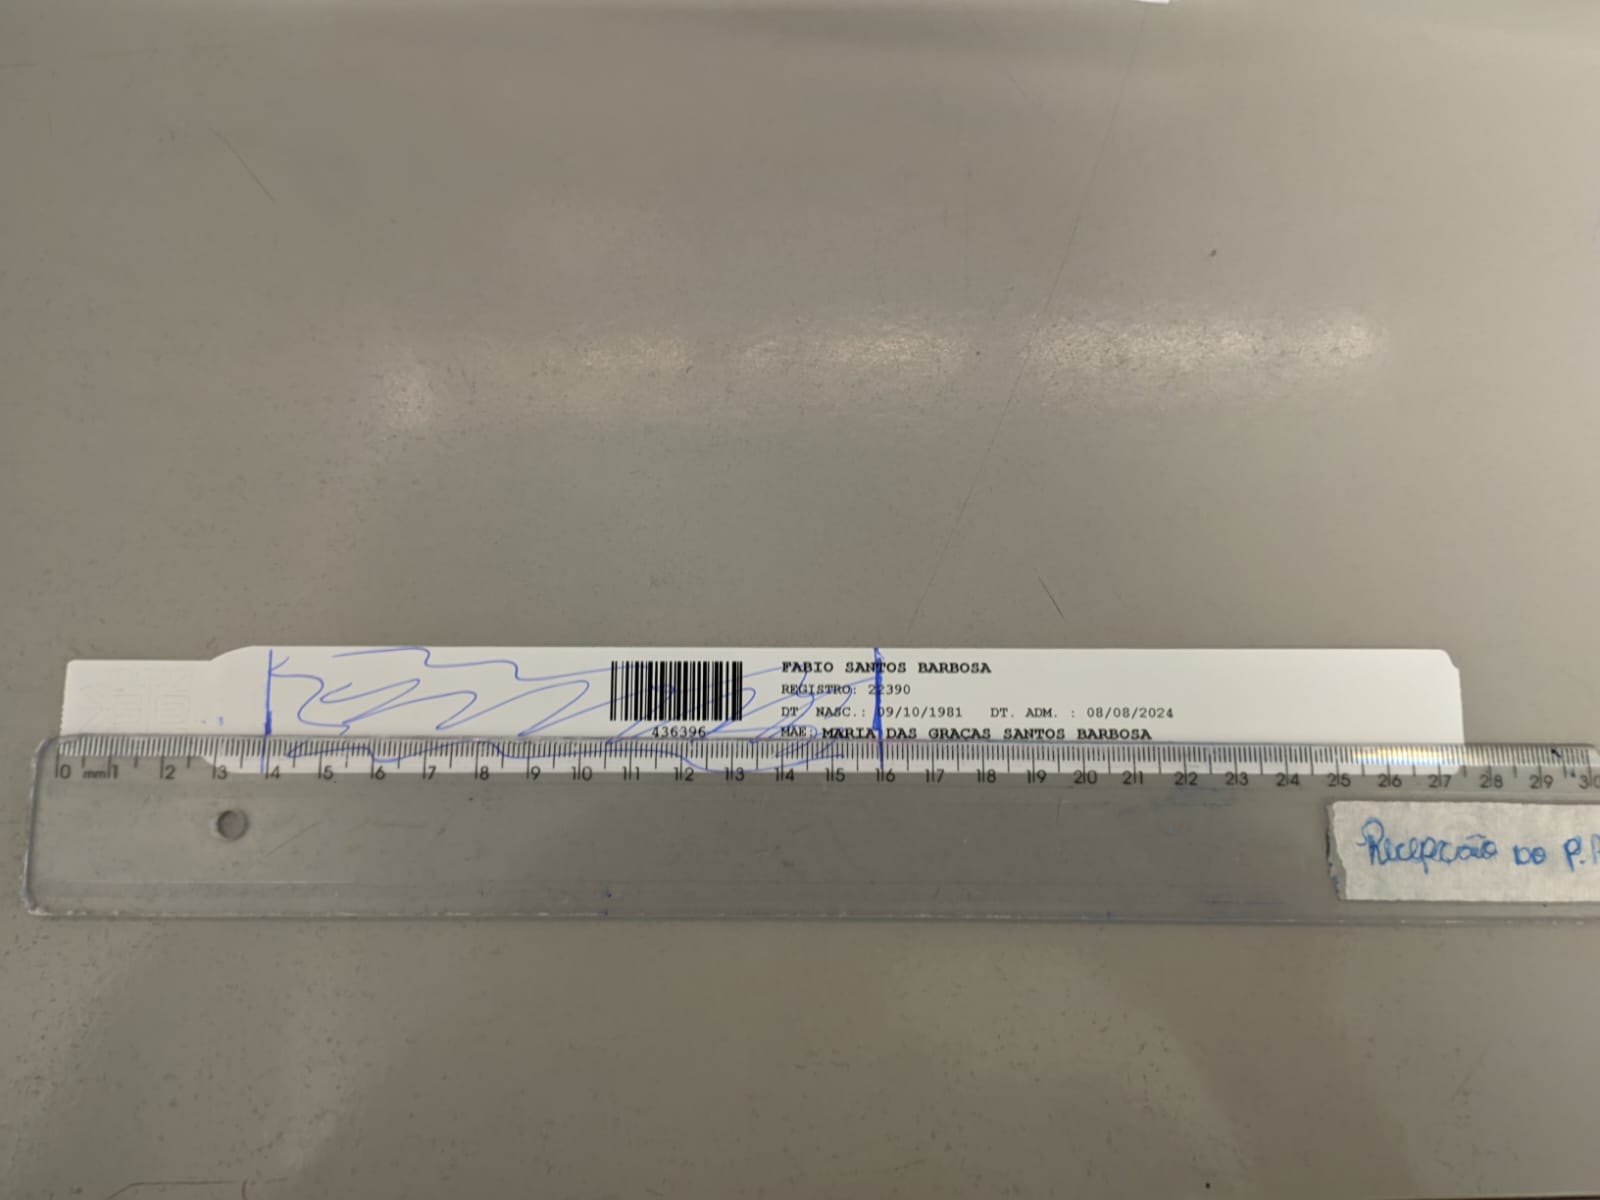 FABIO SANTOS BARBOSA
REGISTRO: 22390
DT. NASC.: 09/10/1981 DT. ADM. : 08/08/2024
436396
MAE: MARIA DAS GRACAS SANTOS BARBOSA
0 mm 1 2 3 4 5 6 7 8 9 10 11 12 13 14 15 16 17 18 19 20 21 22 23 24 25 26 27 28 29 30
Recepção do P.